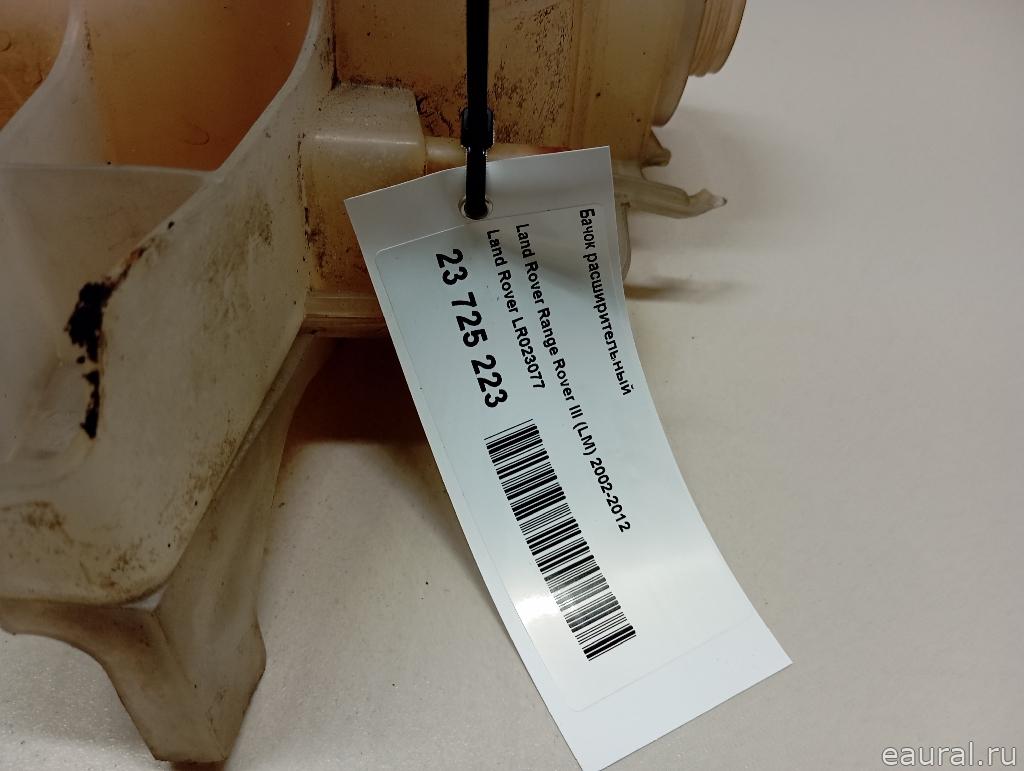 Бачок расширительный
Land Rover Range Rover III (LM) 2002-2012
Land Rover LR023077
23 725 223
eaural.ru